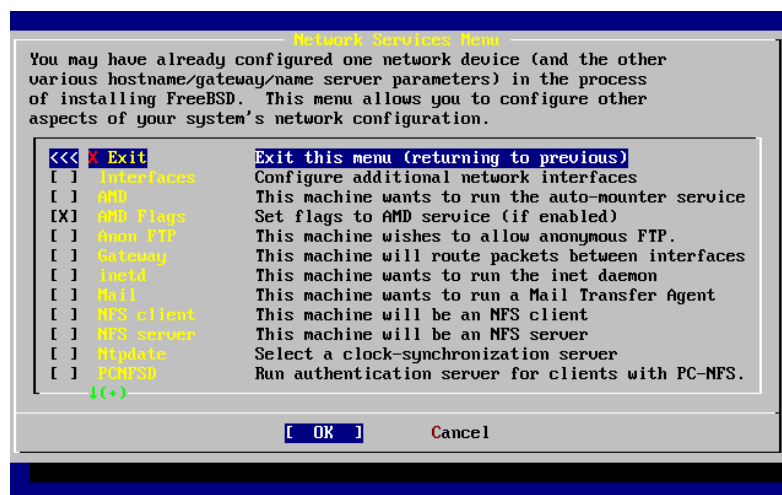 Network Services Menu
You may have already configured one network device (and the other
various hostname/gateway/name server parameters) in the process
of installing FreeBSD.  This menu allows you to configure other
aspects of your system's network configuration.
<<< X Exit Exit this menu (returning to previous)
[ ] Interfaces Configure additional network interfaces
[ ] AMD This machine wants to run the auto-mounter service
[X] AMD Flags Set flags to AMD service (if enabled)
[ ] Anon FTP This machine wishes to allow anonymous FTP.
[ ] Gateway This machine will route packets between interfaces
[ ] inetd This machine wants to run the inet daemon
[ ] Mail This machine wants to run a Mail Transfer Agent
[ ] NFS client This machine will be an NFS client
[ ] NFS server This machine will be an NFS server
[ ] Ntpdate Select a clock-synchronization server
[ ] PCNFSD Run authentication server for clients with PC-NFS.
↓(+)
[ OK ] Cancel